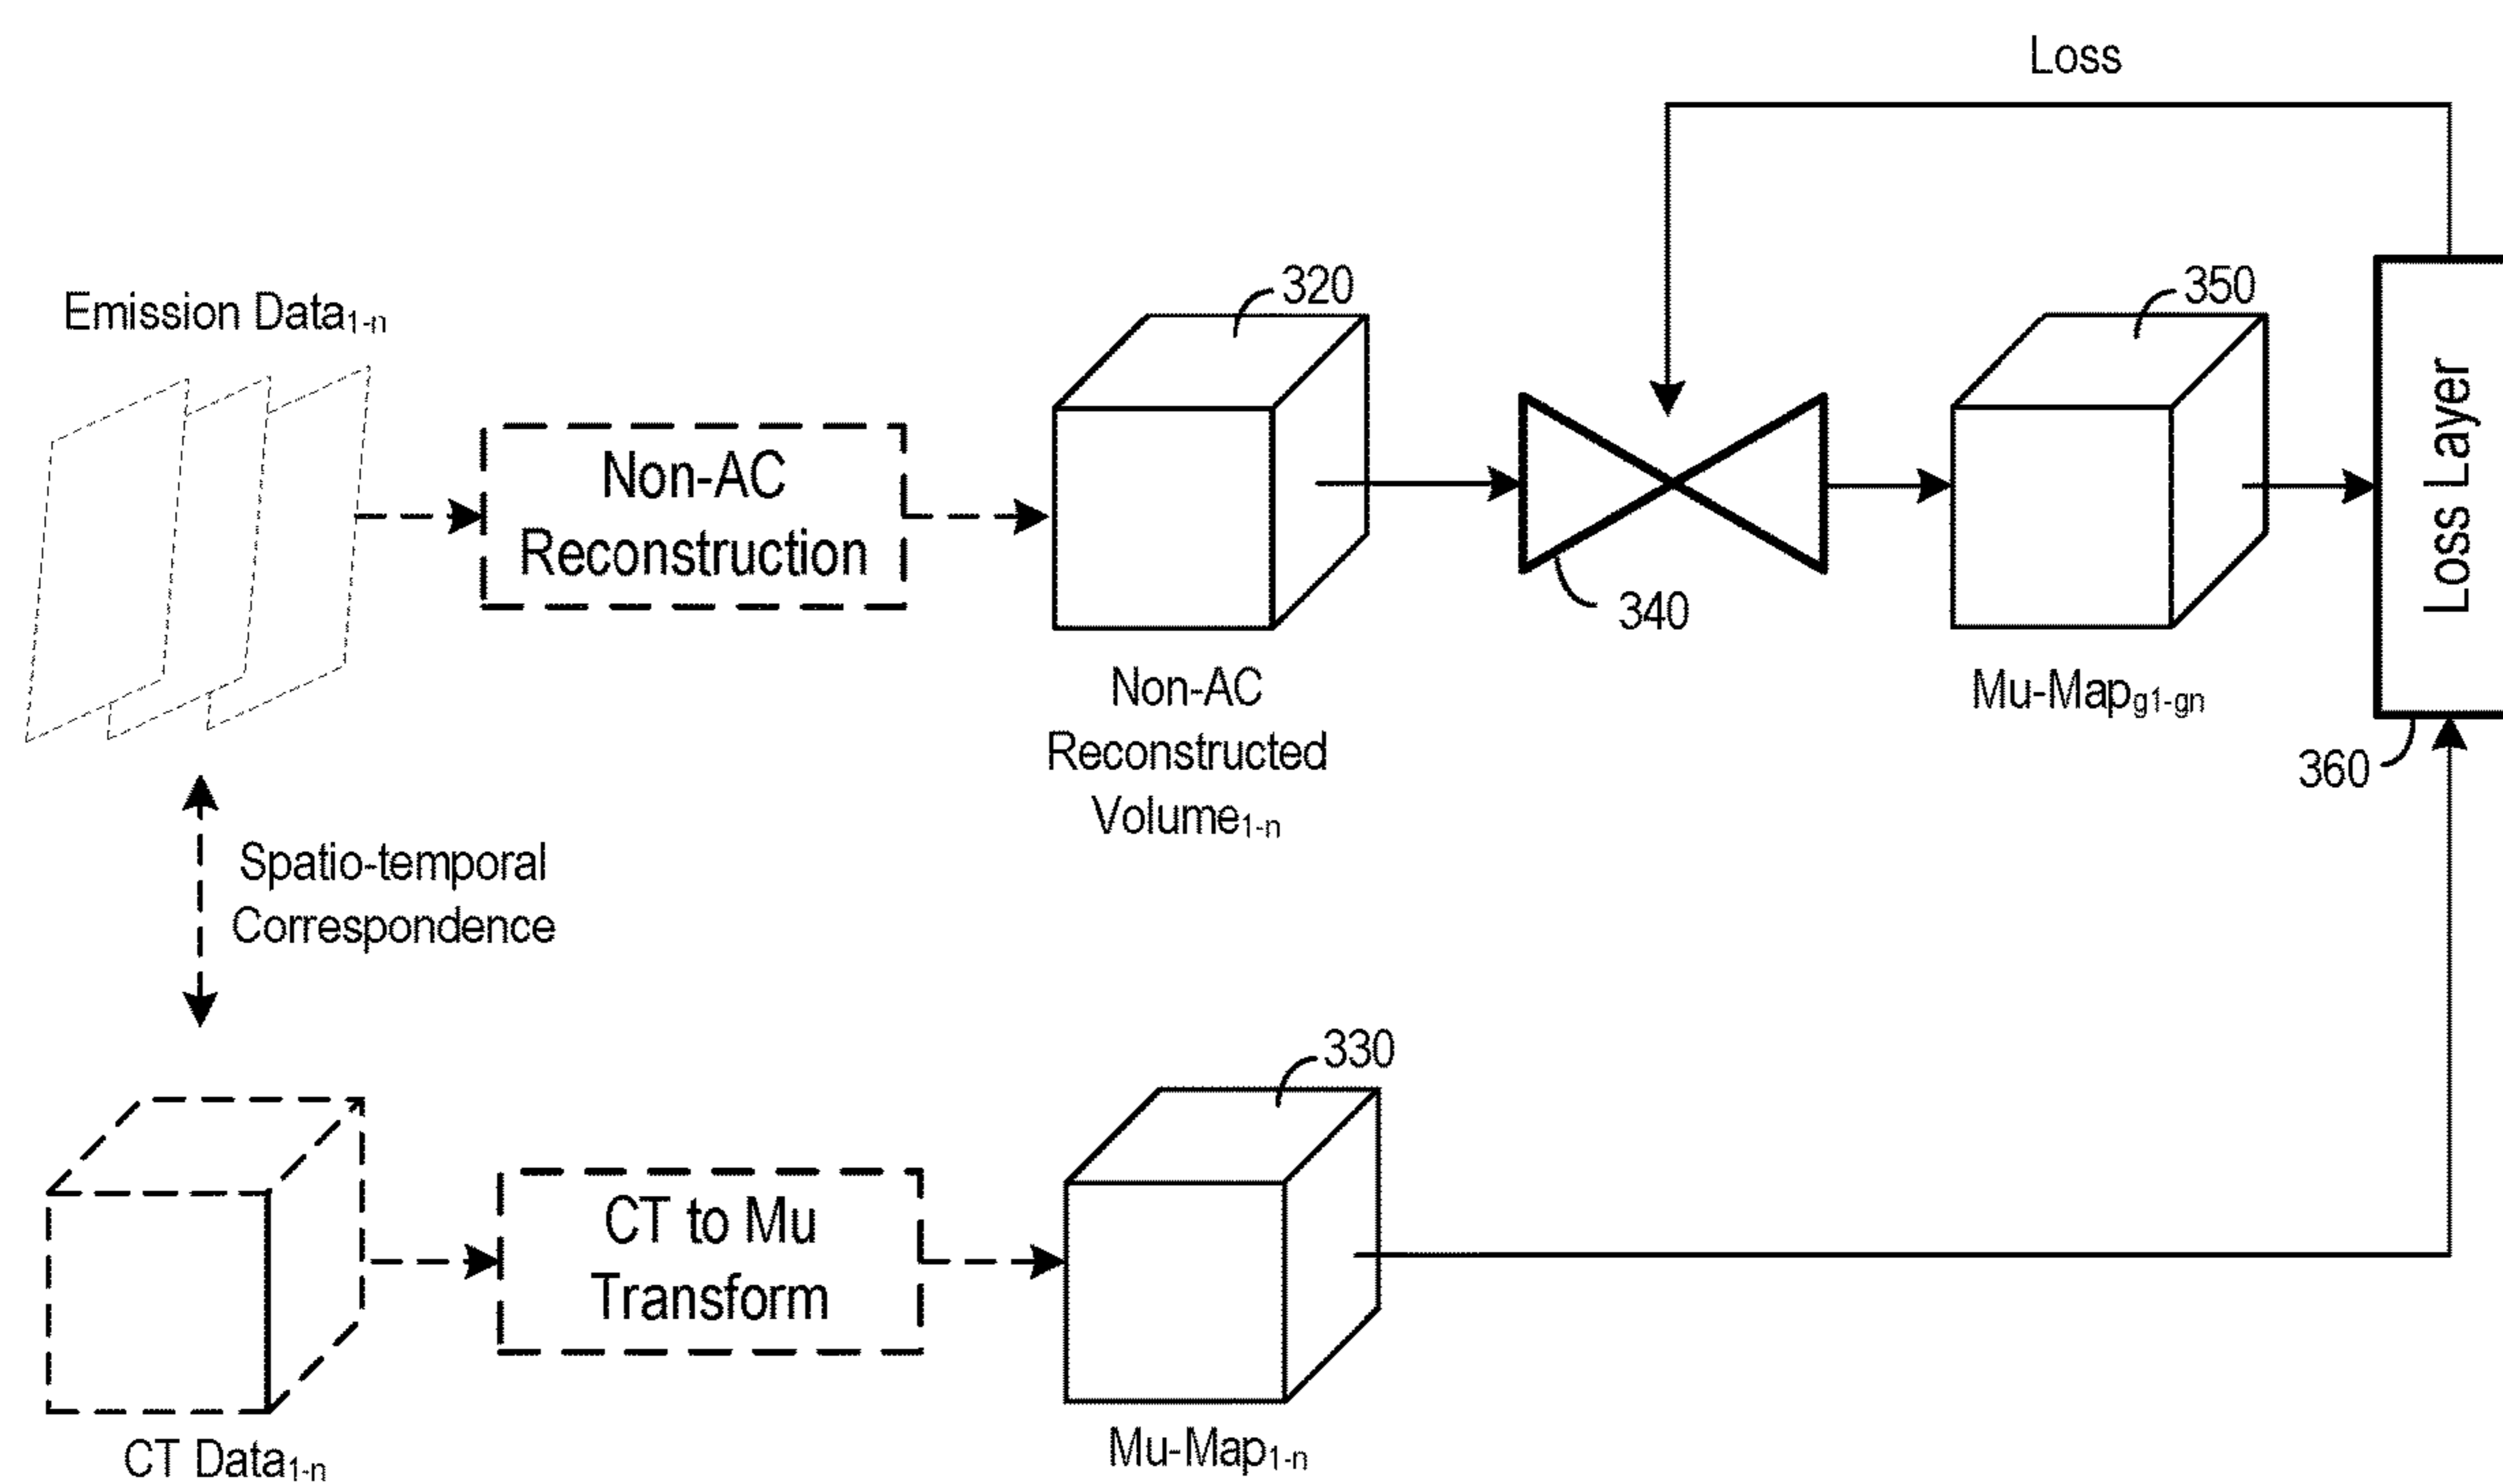 Loss
Emission Data1-n
320
350
Non-AC
Reconstruction
Loss Layer
340
Non-AC
Reconstructed
Volume1-n
Mu-Mapg1-gn
360
Spatio-temporal
Correspondence
330
CT to Mu
Transform
CT Data1-n
Mu-Map1-n